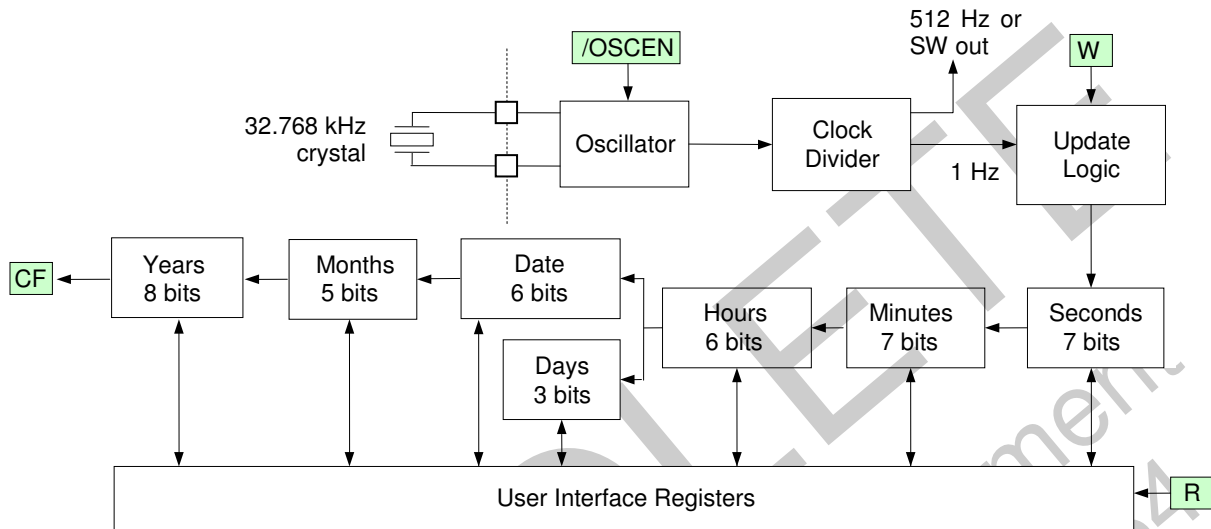 512 Hz or
SW out
/OSCEN
W
32.768 kHz
crystal
Oscillator
Clock
Divider
1 Hz
Update
Logic
CF
Years
8 bits
Months
5 bits
Date
6 bits
Days
3 bits
Hours
6 bits
Minutes
7 bits
Seconds
7 bits
User Interface Registers
R